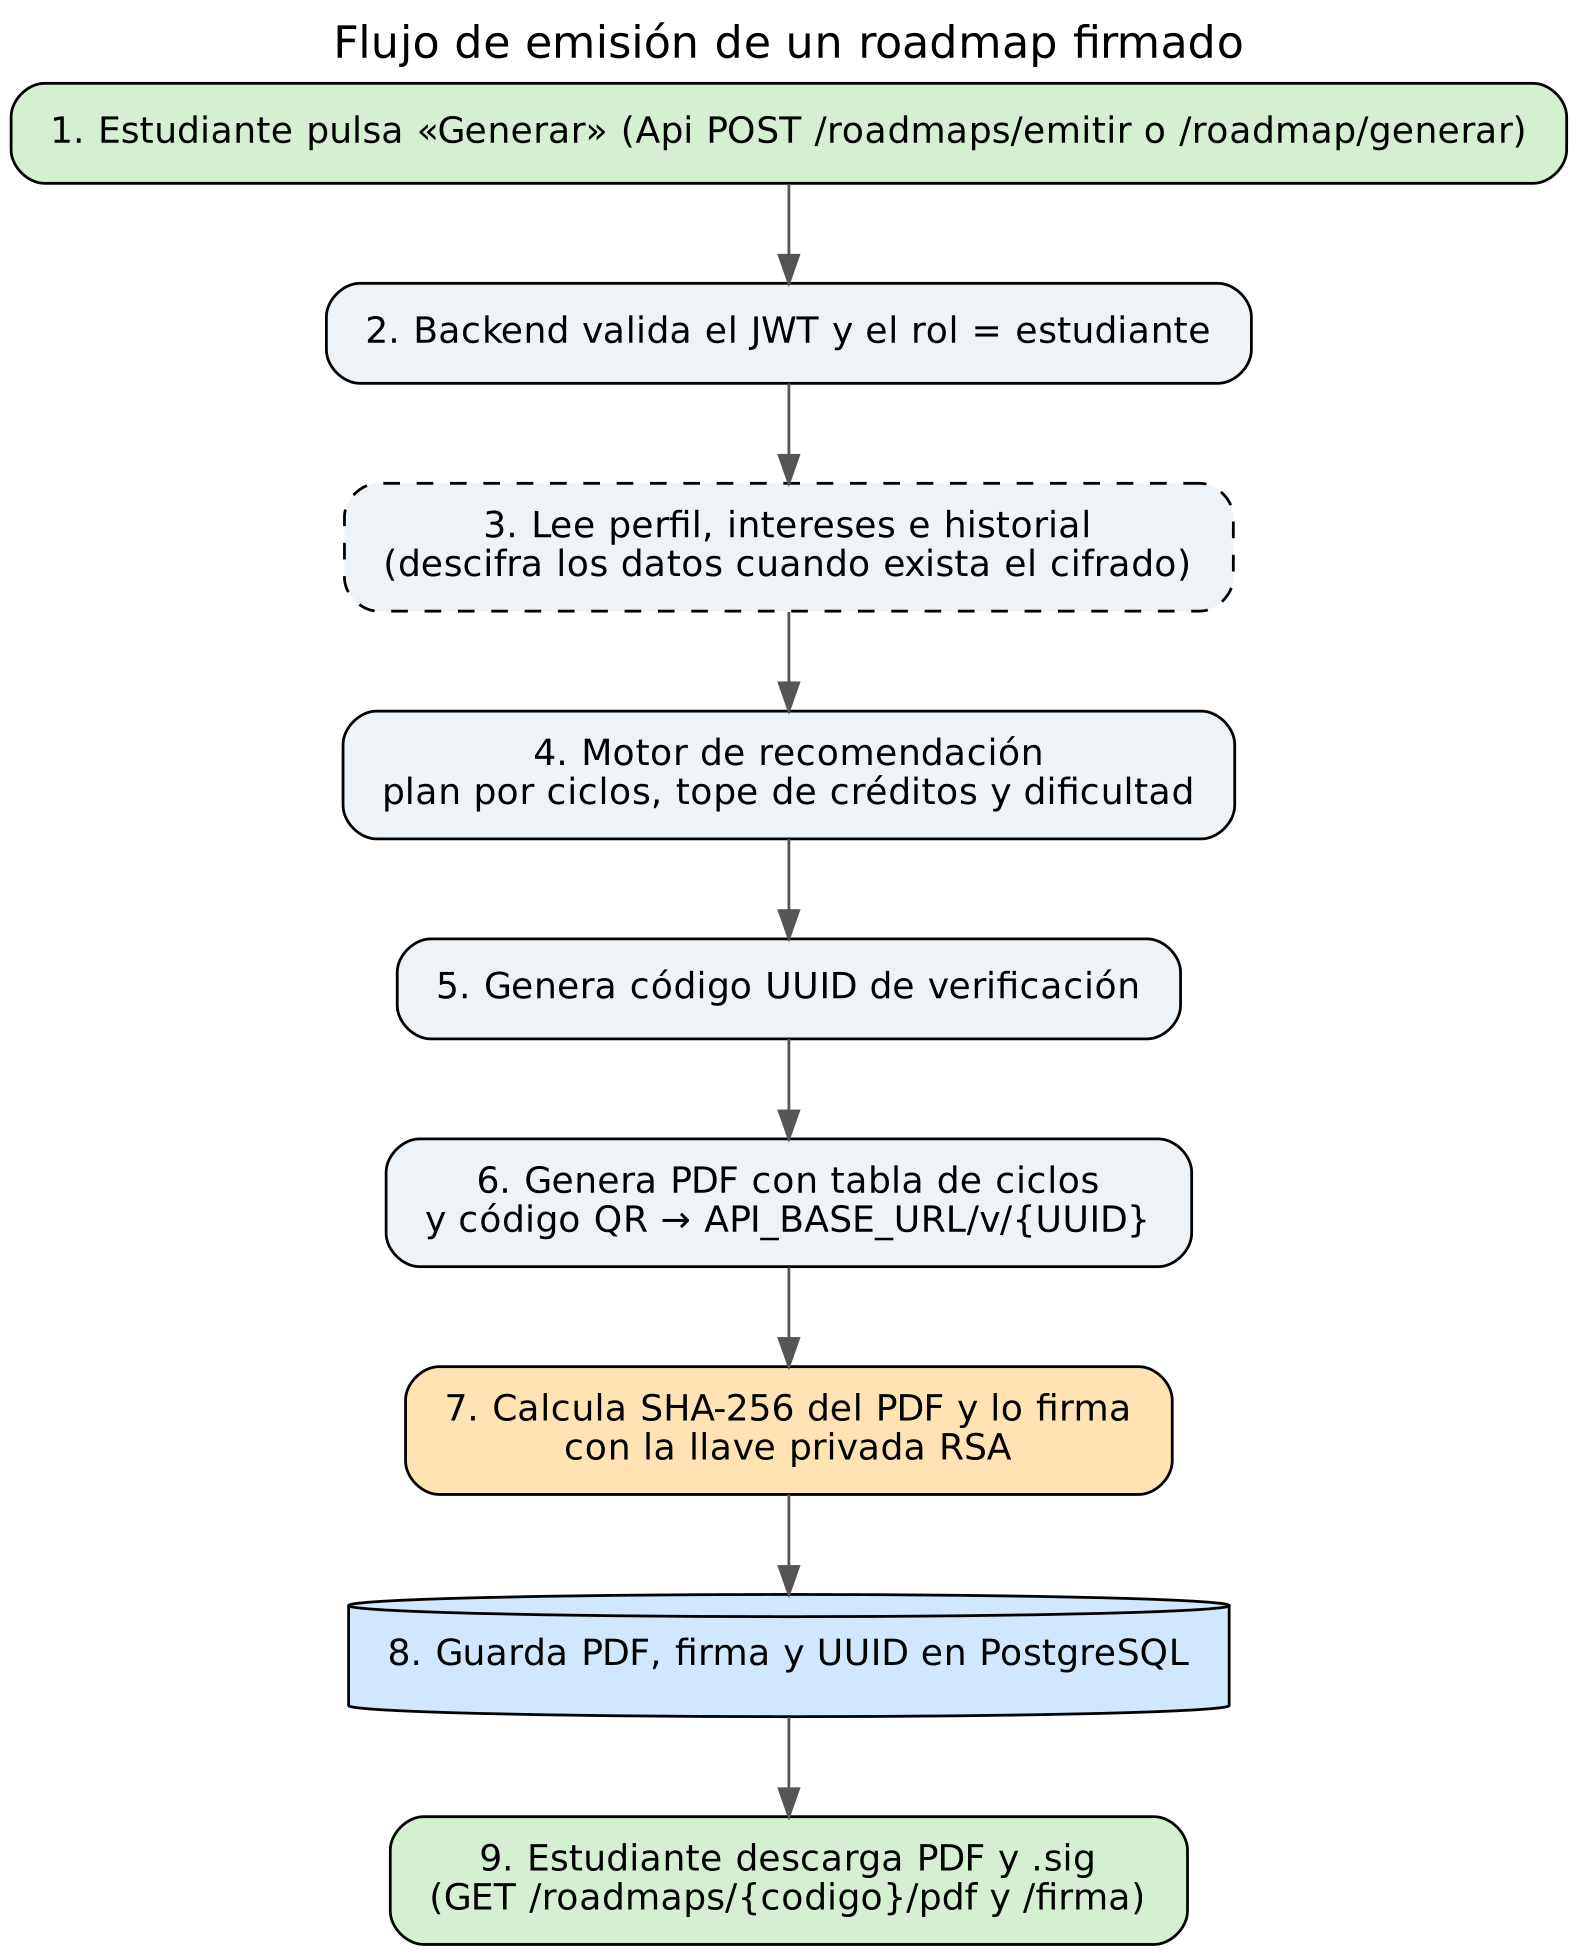 Flujo de emisión de un roadmap firmado
1. Estudiante pulsa «Generar» (Api POST /roadmaps/emitir o /roadmap/generar)
2. Backend valida el JWT y el rol = estudiante
3. Lee perfil, intereses e historial
(descifra los datos cuando exista el cifrado)
4. Motor de recomendación
plan por ciclos, tope de créditos y dificultad
5. Genera código UUID de verificación
6. Genera PDF con tabla de ciclos
y código QR → API_BASE_URL/v/{UUID}
7. Calcula SHA-256 del PDF y lo firma
con la llave privada RSA
8. Guarda PDF, firma y UUID en PostgreSQL
9. Estudiante descarga PDF y .sig
(GET /roadmaps/{codigo}/pdf y /firma)